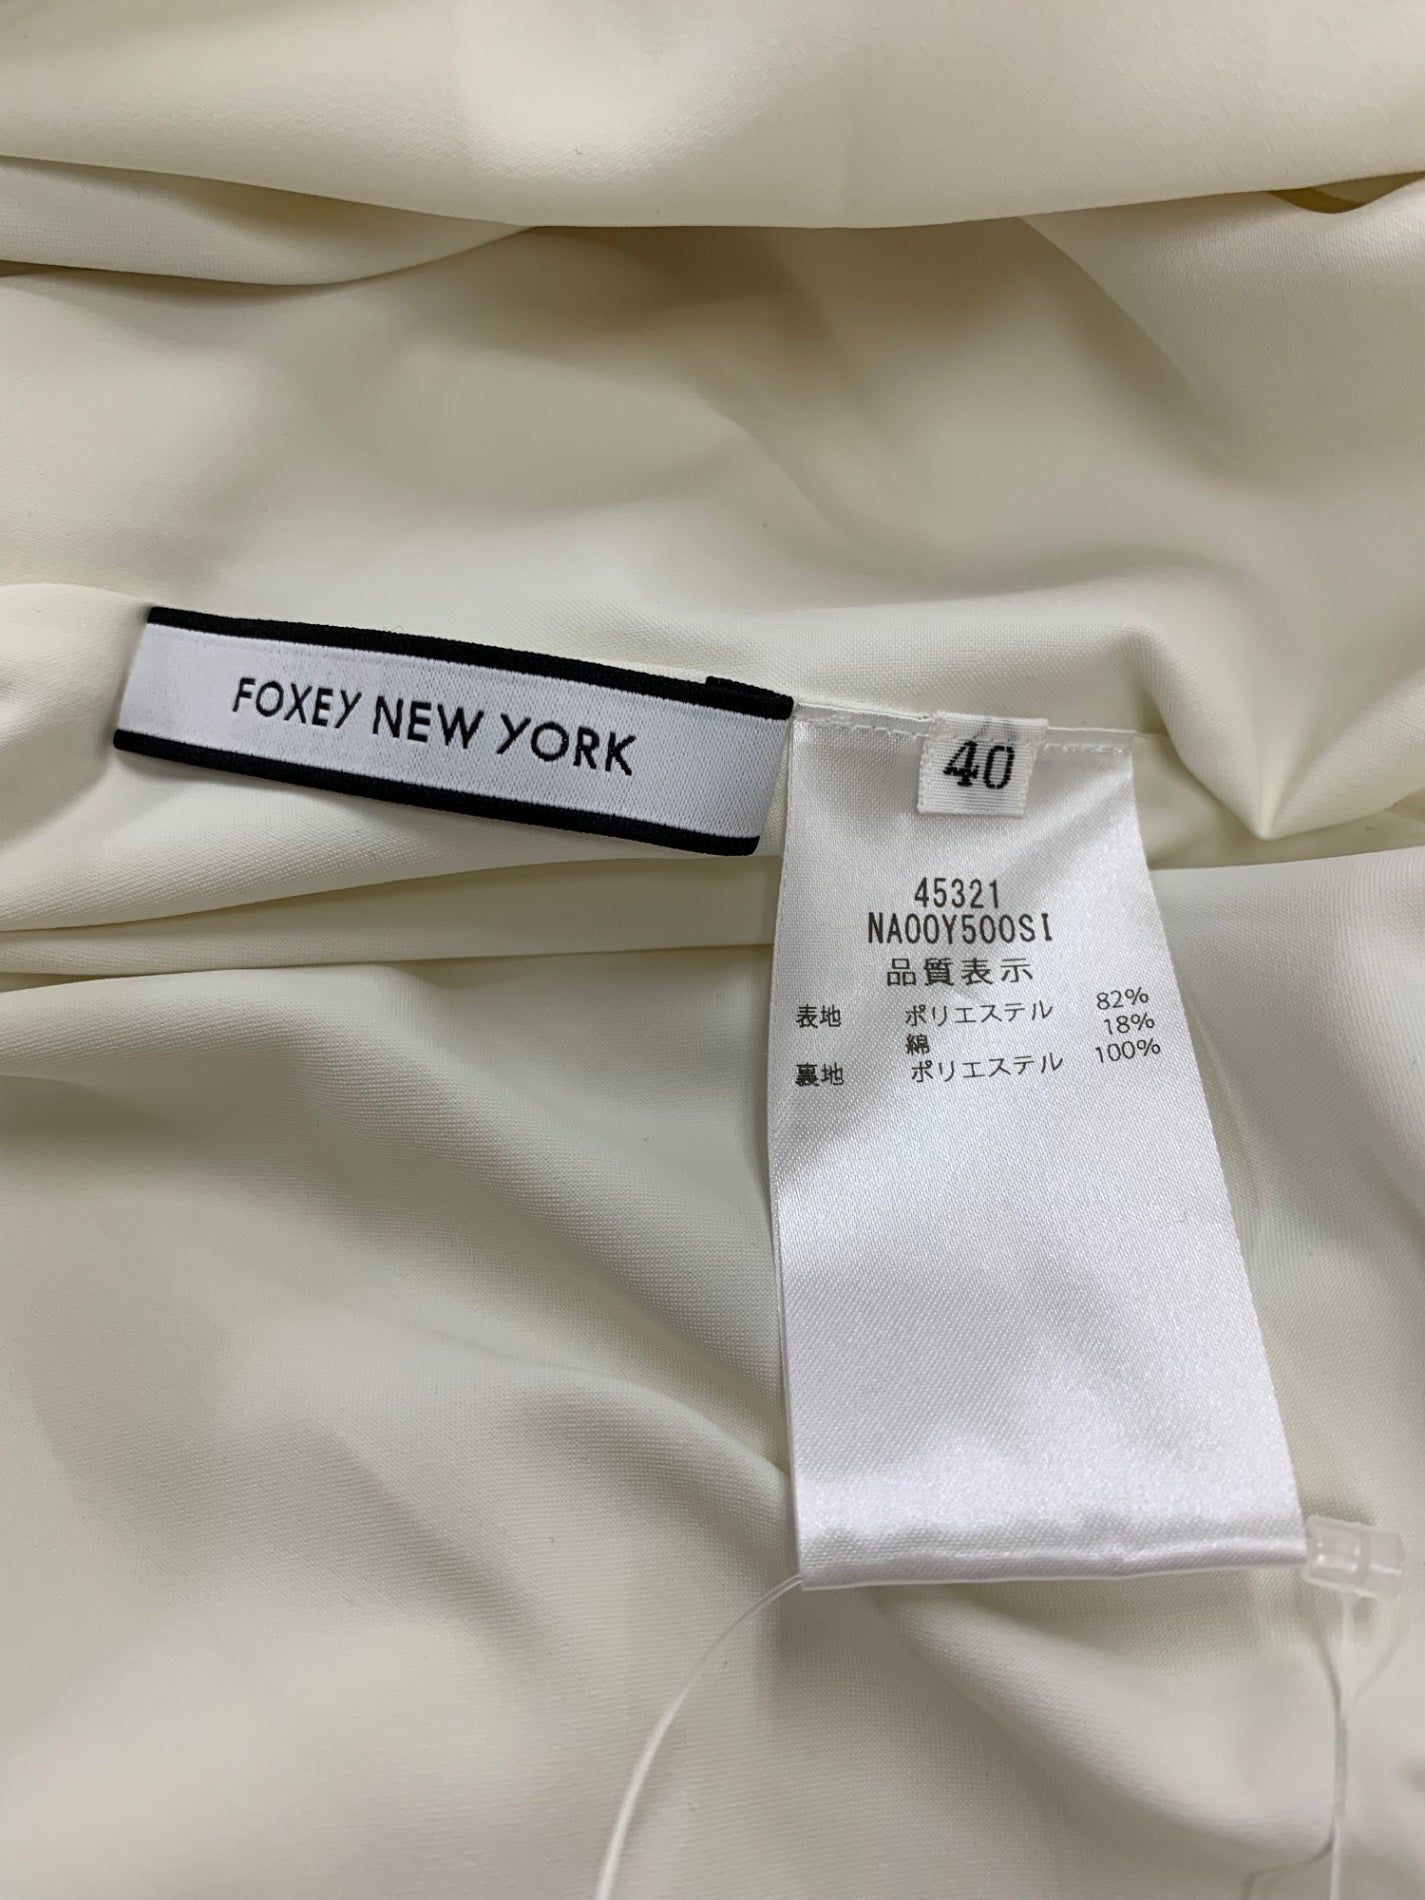 FOXEY NEW YORK
40
45321
NA00Y500SI
品質表示
表地 ポリエステル 82%
綿 18%
裏地 ポリエステル 100%